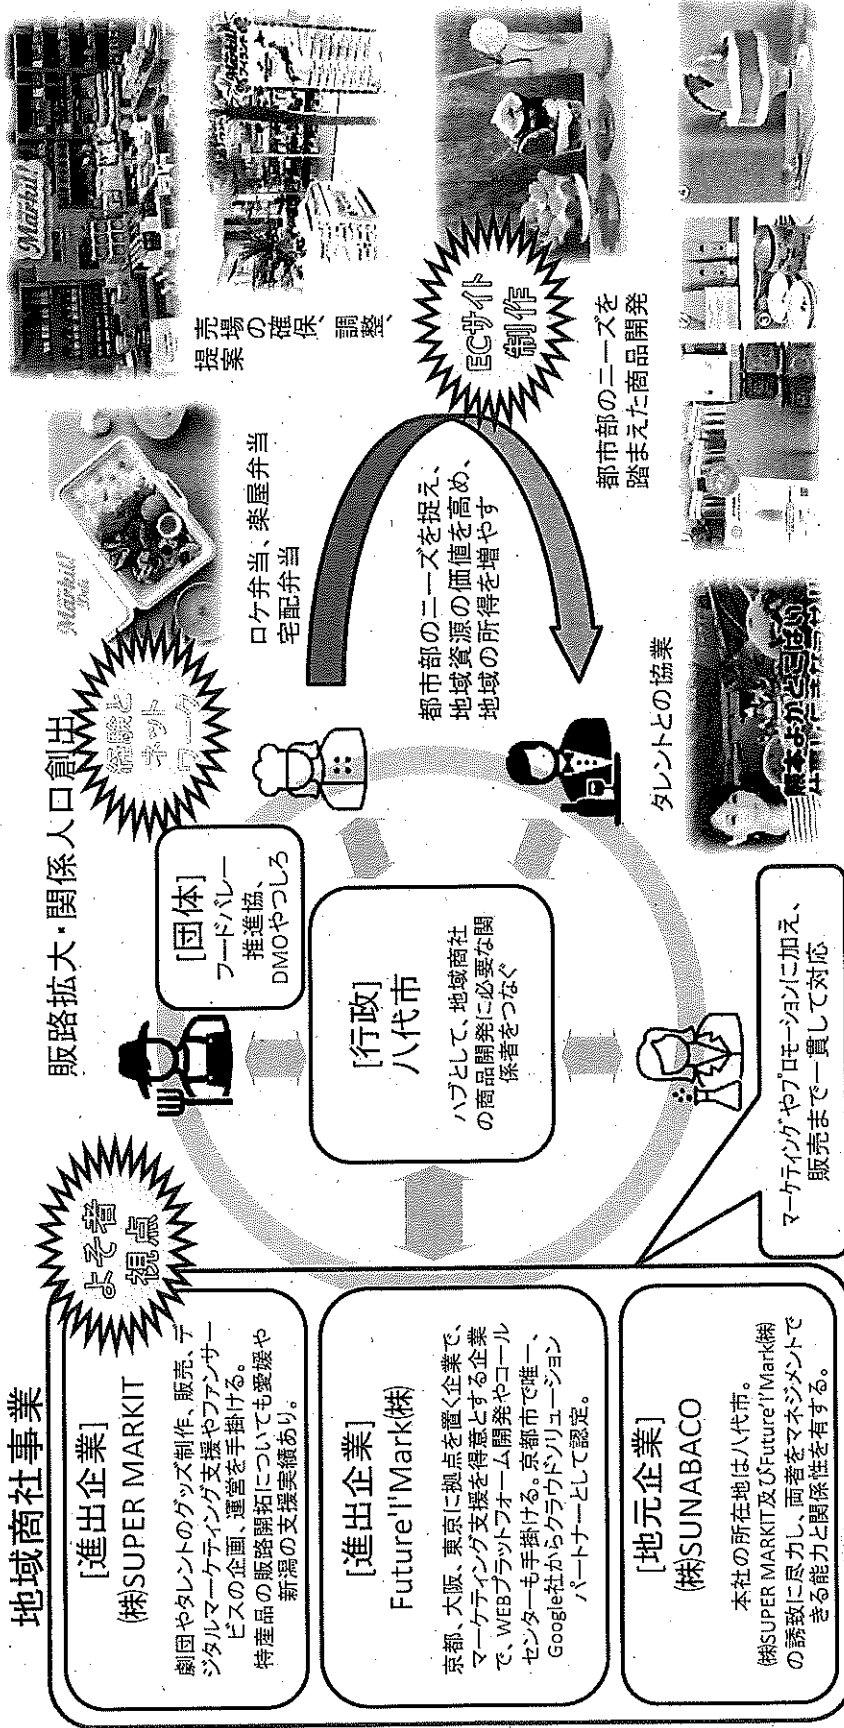 地域商社事業
[進出企業]
(株)SUPER MARKIT
劇団やタレントのグッズ制作、販売、デ
ジタルマーケティング支援やファンサー
ビスの企画、運営を手掛ける。
特産品の販路開拓についても愛媛や
新潟の支援実績あり。
[進出企業]
Future'l'Mark(株)
京都、大阪、東京に拠点を置く企業で、
マーケティング支援を得意とする企業
で、WEBプラットフォーム開発やコール
センターも手掛ける。京都市で唯一、
Google社からクラウドソリューション
パートナーとして認定。
[地元企業]
(株)SUNABACO
本社の所在地は八代市。
(株)SUPER MARKIT及びFuture'l'Mark(株)
の誘致に尽力し、両者をマネジメントで
きる能力と関係性を有する。
よそ者
視点
マーケティングやプロモーションに加え、
販売まで一貫して対応
販路拡大・関係人口創出
[団体]
フードバレー
推進協、
DMOやつしろ
[行政]
八代市
ハブとして、地域商社
の商品開発に必要な関
係者をつなぐ
経験と
ネット
ワーク
ロケ弁当、楽屋弁当
宅配弁当
都市部のニーズを捉え、
地域資源の価値を高め、
地域の所得を増やす
タレントとの協業
売場の確保、調整、
提案
ECサイト
制作
都市部のニーズを
踏まえた商品開発
Markit!
Markit!
熊本よかとこばい